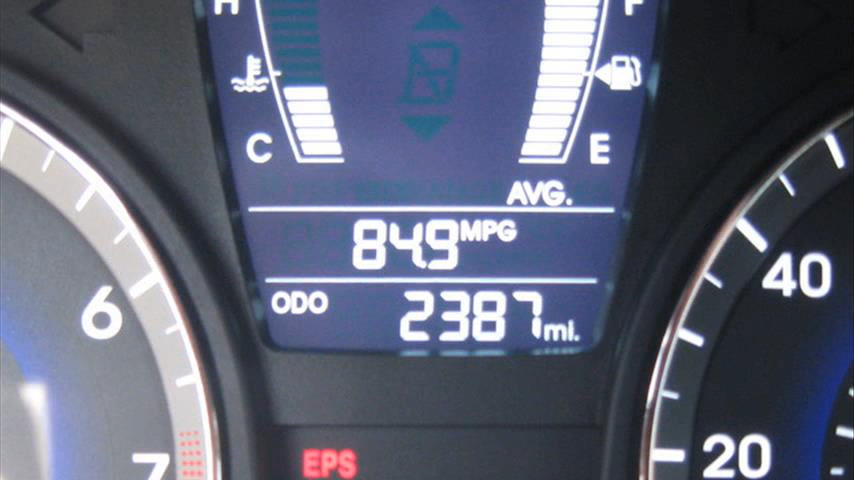 H F
C E
AVG.
84.9 MPG
ODO 2387 mi.
6 40
7 20
EPS